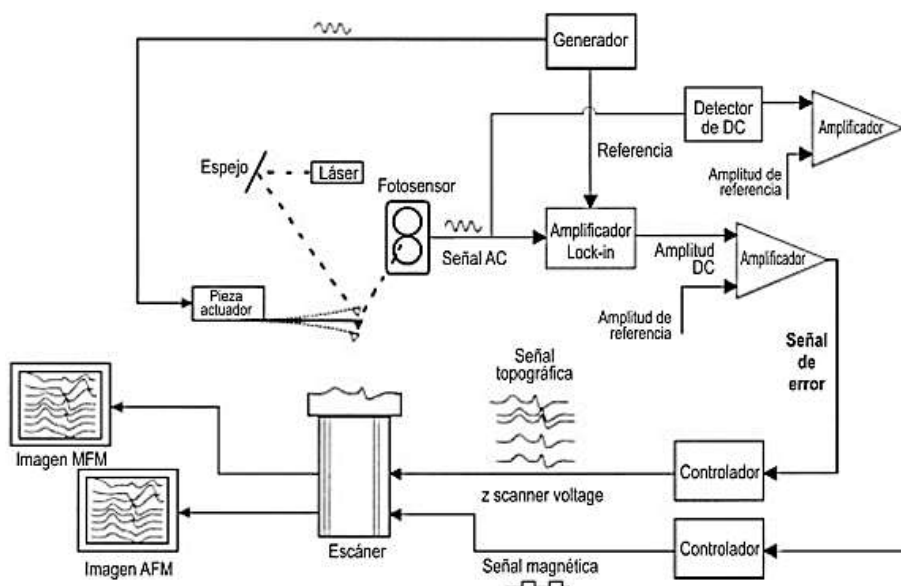 Generador
Detector
de DC
Amplificador
Referencia
Amplitud de
referencia
Espejo
Láser
Fotosensor
Señal AC
Amplificador
Lock-in
Amplitud
DC
Amplificador
Amplitud de
referencia
Pieza
actuador
Señal
de
error
Señal
topográfica
Imagen MFM
z scanner voltage
Controlador
Imagen AFM
Escáner
Señal magnética
Controlador